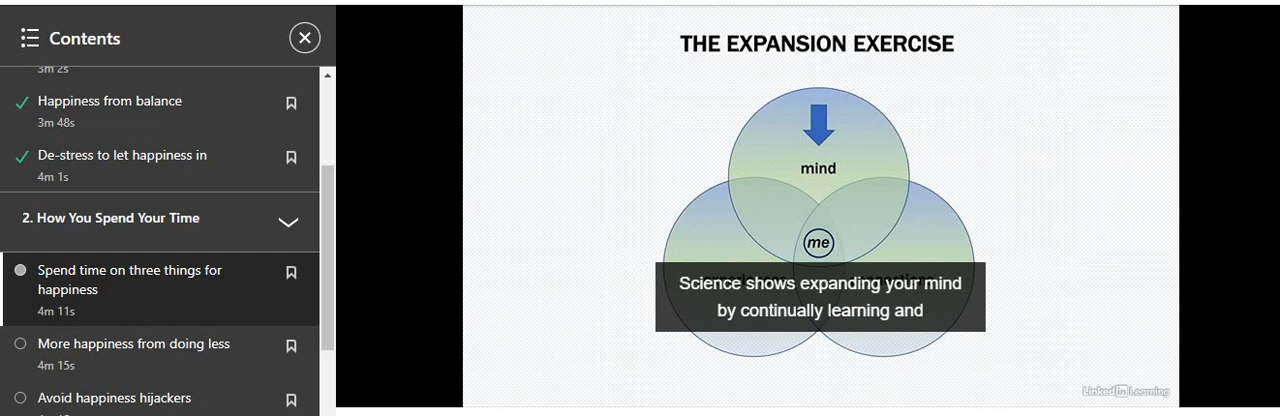 Contents
3m 2s
Happiness from balance
3m 48s
De-stress to let happiness in
4m 1s
2. How You Spend Your Time
Spend time on three things for
happiness
4m 11s
More happiness from doing less
4m 15s
Avoid happiness hijackers
THE EXPANSION EXERCISE
mind
me
Science shows expanding your mind
by continually learning and
Linked in Learning